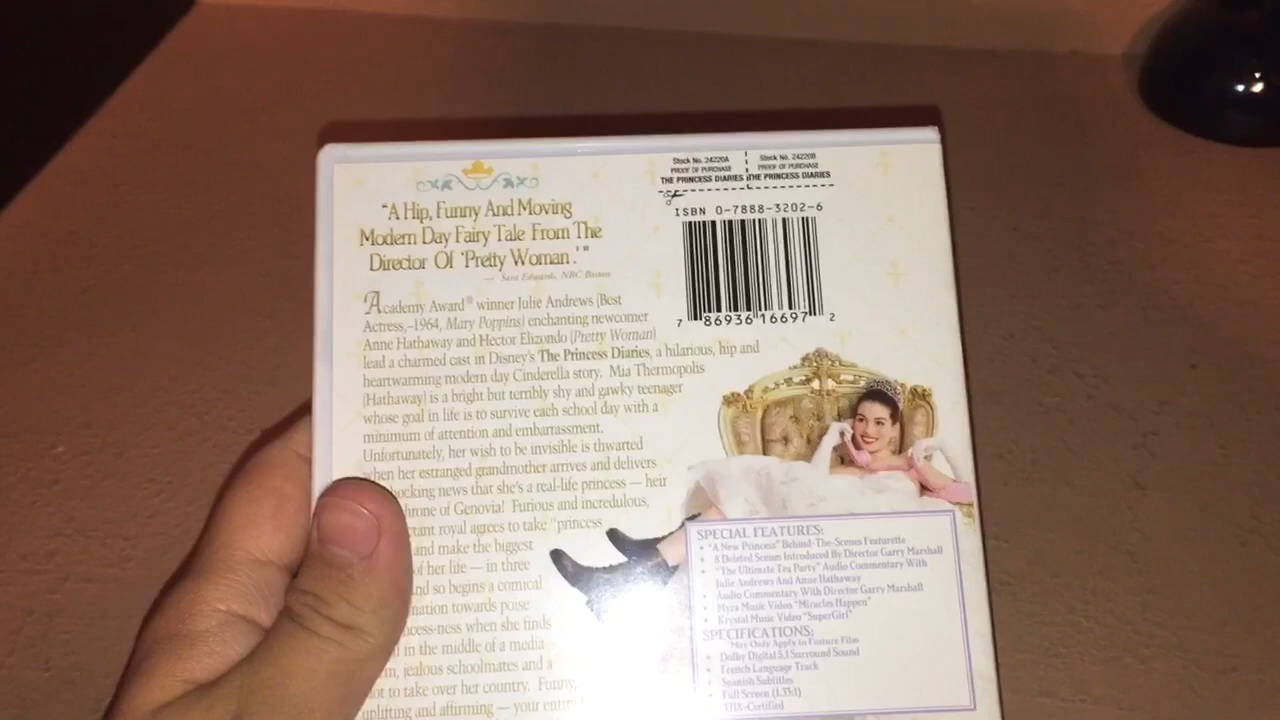 "A Hip, Funny And Moving
Modern Day Fairy Tale From The
Director Of 'Pretty Woman.'"
— Sara Edwards, NBC-Boston
Academy Award® winner Julie Andrews (Best
Actress,–1964, Mary Poppins) enchanting newcomer
Anne Hathaway and Hector Elizondo (Pretty Woman)
lead a charmed cast in Disney's The Princess Diaries, a hilarious, hip and
heartwarming modern day Cinderella story. Mia Thermopolis
(Hathaway) is a bright but terribly shy and gawky teenager
whose goal in life is to survive each school day with a
minimum of attention and embarrassment.
Unfortunately, her wish to be invisible is thwarted
when her estranged grandmother arrives and delivers
news that she's a real-life princess — heir
of Genovia! Furious and incredulous,
royal agrees to take "princess
and make the biggest
of her life — in three
so begins a comical
towards poise
when she finds
in the middle of a media
jealous schoolmates and a
to take over her country. Funny,
uplifting and affirming — your
Stock No. 24220A
PROOF OF PURCHASE
THE PRINCESS DIARIES
Stock No. 24220B
PROOF OF PURCHASE
THE PRINCESS DIARIES
ISBN 0-7888-3202-6
7 86936 16697 2
SPECIAL FEATURES:
• "A New Princess" Behind-The-Scenes Featurette
• 8 Deleted Scenes Introduced By Director Garry Marshall
• "The Ultimate Tea Party" Audio Commentary With
Julie Andrews And Anne Hathaway
• Audio Commentary With Director Garry Marshall
• Myra Music Video "Miracles Happen"
• Krystal Music Video "SuperGirl"
SPECIFICATIONS:
May Only Apply to Feature Film
• Dolby Digital 5.1 Surround Sound
• French Language Track
• Spanish Subtitles
• Full Screen (1.33:1)
• THX-Certified